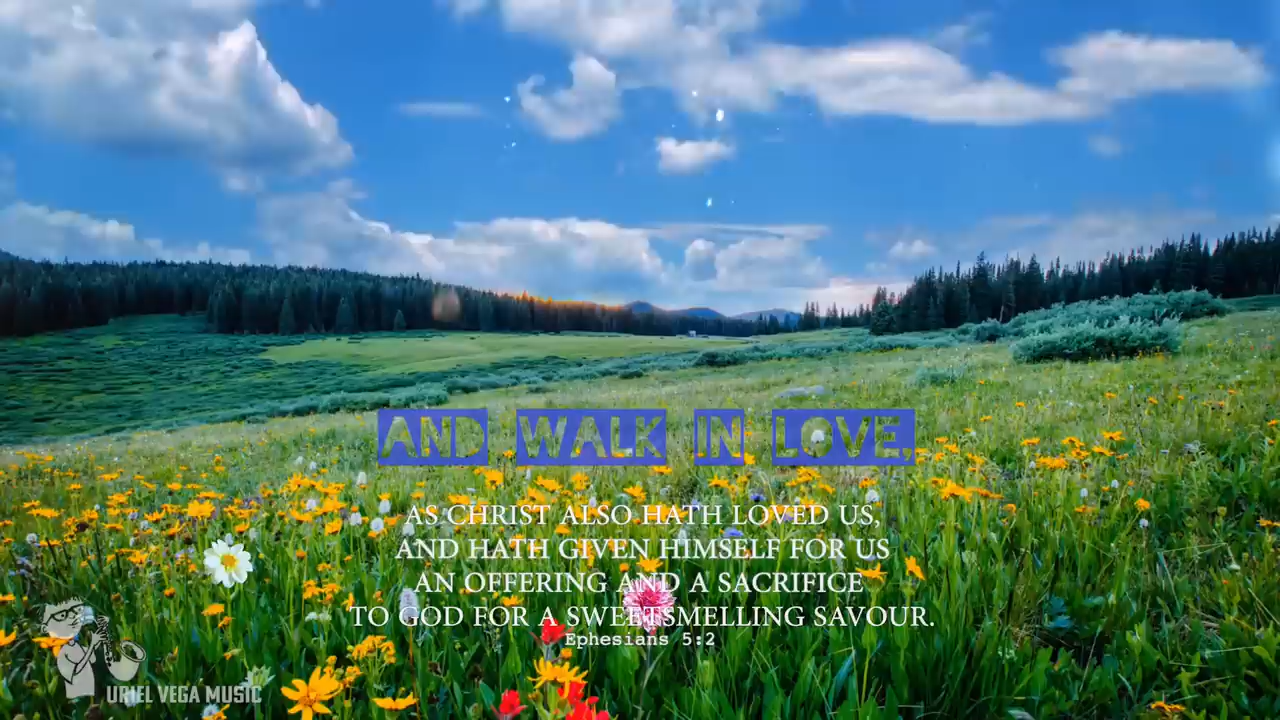 AND WALK IN LOVE,
AS CHRIST ALSO HATH LOVED US,
AND HATH GIVEN HIMSELF FOR US
AN OFFERING AND A SACRIFICE
TO GOD FOR A SWEETSMELLING SAVOUR.
Ephesians 5:2
URIEL VEGA MUSIC